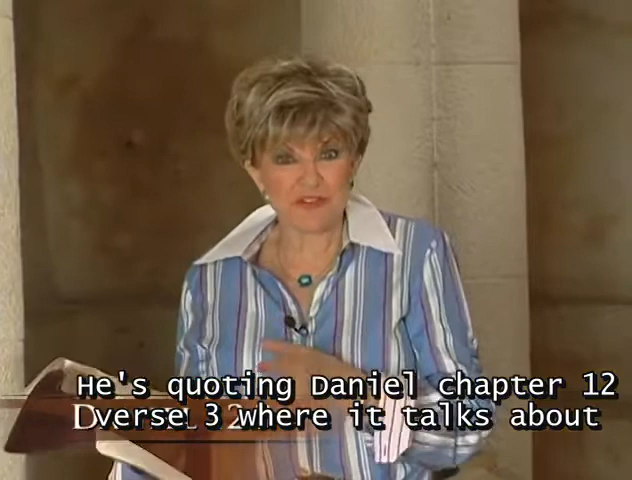 He's quoting Daniel chapter 12
verse 3 where it talks about